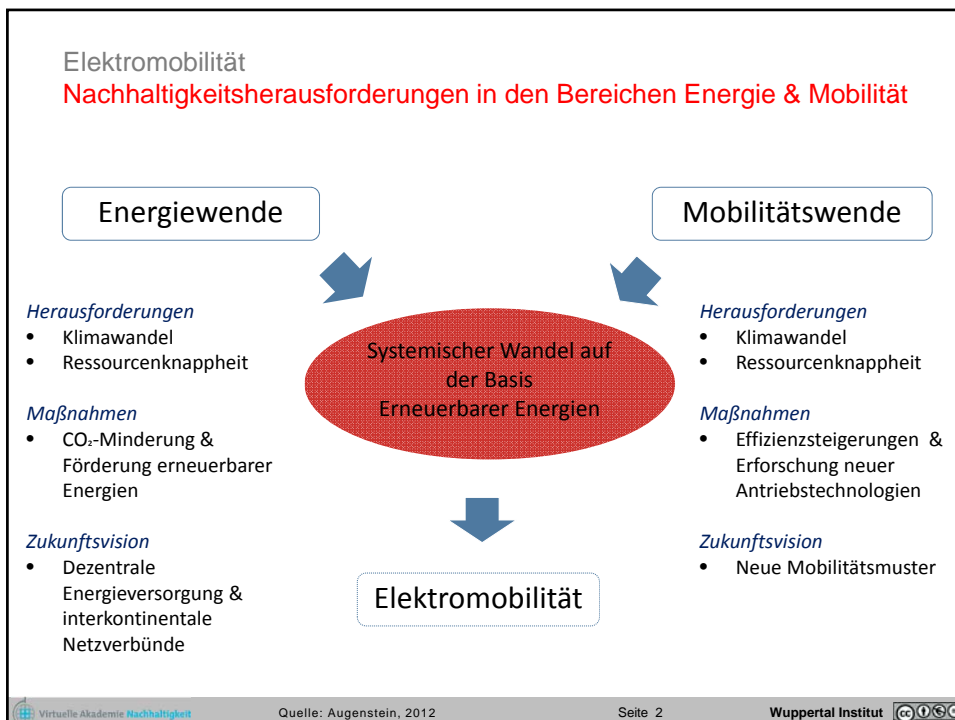 Elektromobilität
Nachhaltigkeitsherausforderungen in den Bereichen Energie & Mobilität
Energiewende
Mobilitätswende
Herausforderungen
• Klimawandel
• Ressourcenknappheit
Maßnahmen
• CO₂-Minderung &
Förderung erneuerbarer
Energien
Zukunftsvision
• Dezentrale
Energieversorgung &
interkontinentale
Netzverbünde
Systemischer Wandel auf
der Basis
Erneuerbarer Energien
Elektromobilität
Herausforderungen
• Klimawandel
• Ressourcenknappheit
Maßnahmen
• Effizienzsteigerungen &
Erforschung neuer
Antriebstechnologien
Zukunftsvision
• Neue Mobilitätsmuster
Virtuelle Akademie Nachhaltigkeit
Quelle: Augenstein, 2012
Seite 2
Wuppertal Institut
cc